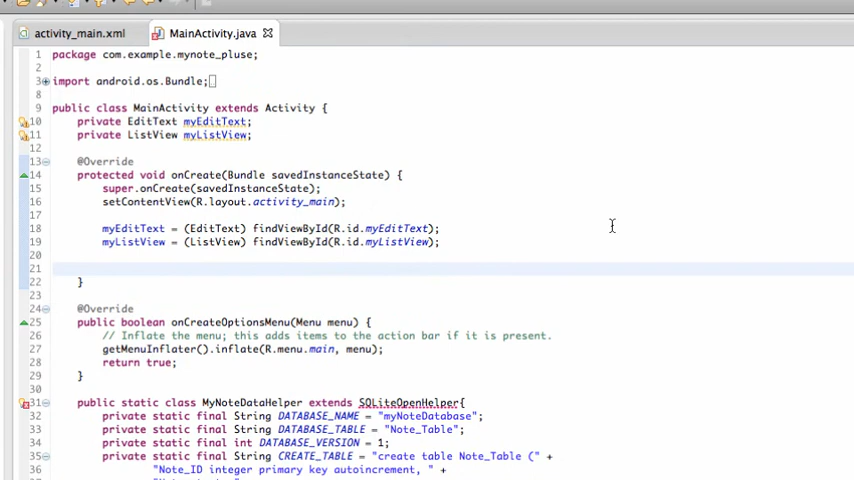 activity_main.xml MainActivity.java
1 package com.example.mynote_pluse;
2
3 import android.os.Bundle;
8
9 public class MainActivity extends Activity {
10 private EditText myEditText;
11 private ListView myListView;
12
13 @Override
14 protected void onCreate(Bundle savedInstanceState) {
15 super.onCreate(savedInstanceState);
16 setContentView(R.layout.activity_main);
17
18 myEditText = (EditText) findViewById(R.id.myEditText);
19 myListView = (ListView) findViewById(R.id.myListView);
20
21
22 }
23
24 @Override
25 public boolean onCreateOptionsMenu(Menu menu) {
26 // Inflate the menu; this adds items to the action bar if it is present.
27 getMenuInflater().inflate(R.menu.main, menu);
28 return true;
29 }
30
31 public static class MyNoteDataHelper extends SQLiteOpenHelper{
32 private static final String DATABASE_NAME = "myNoteDatabase";
33 private static final String DATABASE_TABLE = "Note_Table";
34 private static final int DATABASE_VERSION = 1;
35 private static final String CREATE_TABLE = "create table Note_Table (" +
36 "Note_ID integer primary key autoincrement, " +